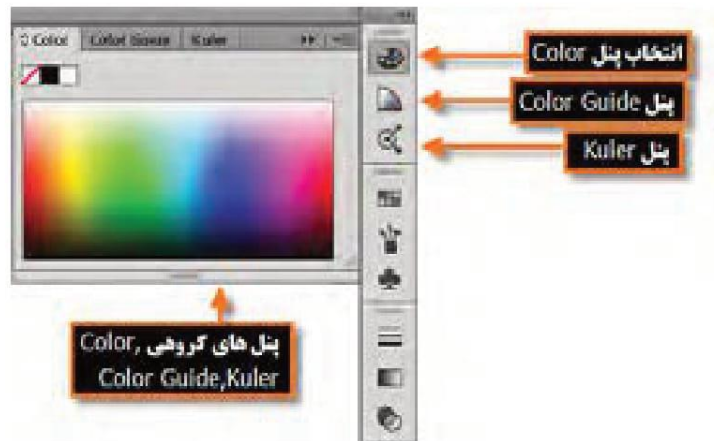 Color
Color Guide
Kuler
انتخاب پنل Color
پنل Color Guide
پنل Kuler
پنل های گروهی Color,
Color Guide,Kuler